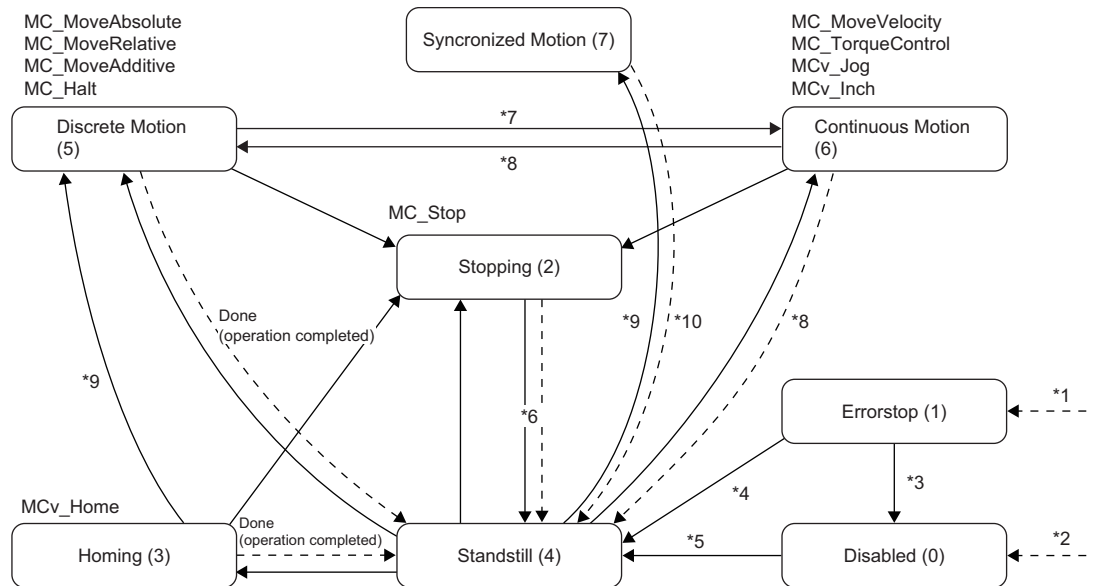 MC_MoveAbsolute
MC_MoveRelative
MC_MoveAdditive
MC_Halt
Syncronized Motion (7)
MC_MoveVelocity
MC_TorqueControl
MCv_Jog
MCv_Inch
Discrete Motion
(5)
*7
*8
Continuous Motion
(6)
MC_Stop
Stopping (2)
Done
(operation completed)
*9
*10
*8
*9
*6
Errorstop (1)
*1
*4
*3
MCv_Home
Homing (3)
Done
(operation completed)
Standstill (4)
*5
Disabled (0)
*2